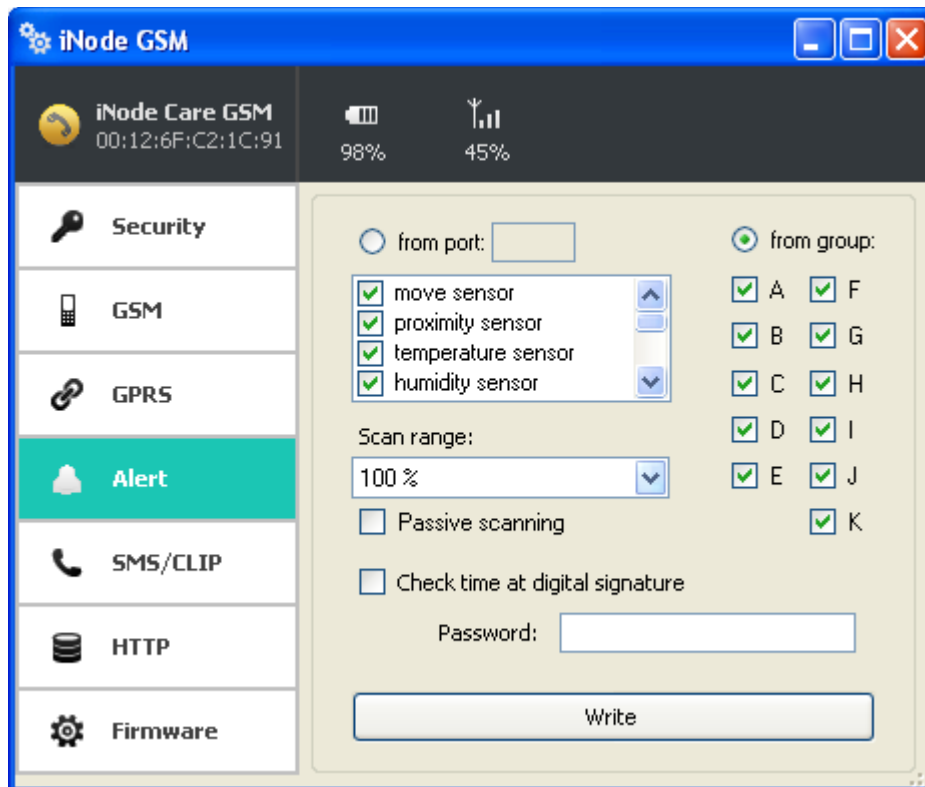 iNode GSM
iNode Care GSM
00:12:6F:C2:1C:91
98%
45%
Security
GSM
GPRS
Alert
SMS/CLIP
HTTP
Firmware
from port:
move sensor
proximity sensor
temperature sensor
humidity sensor
Scan range:
100 %
Passive scanning
Check time at digital signature
Password:
Write
from group:
A F
B G
C H
D I
E J
K